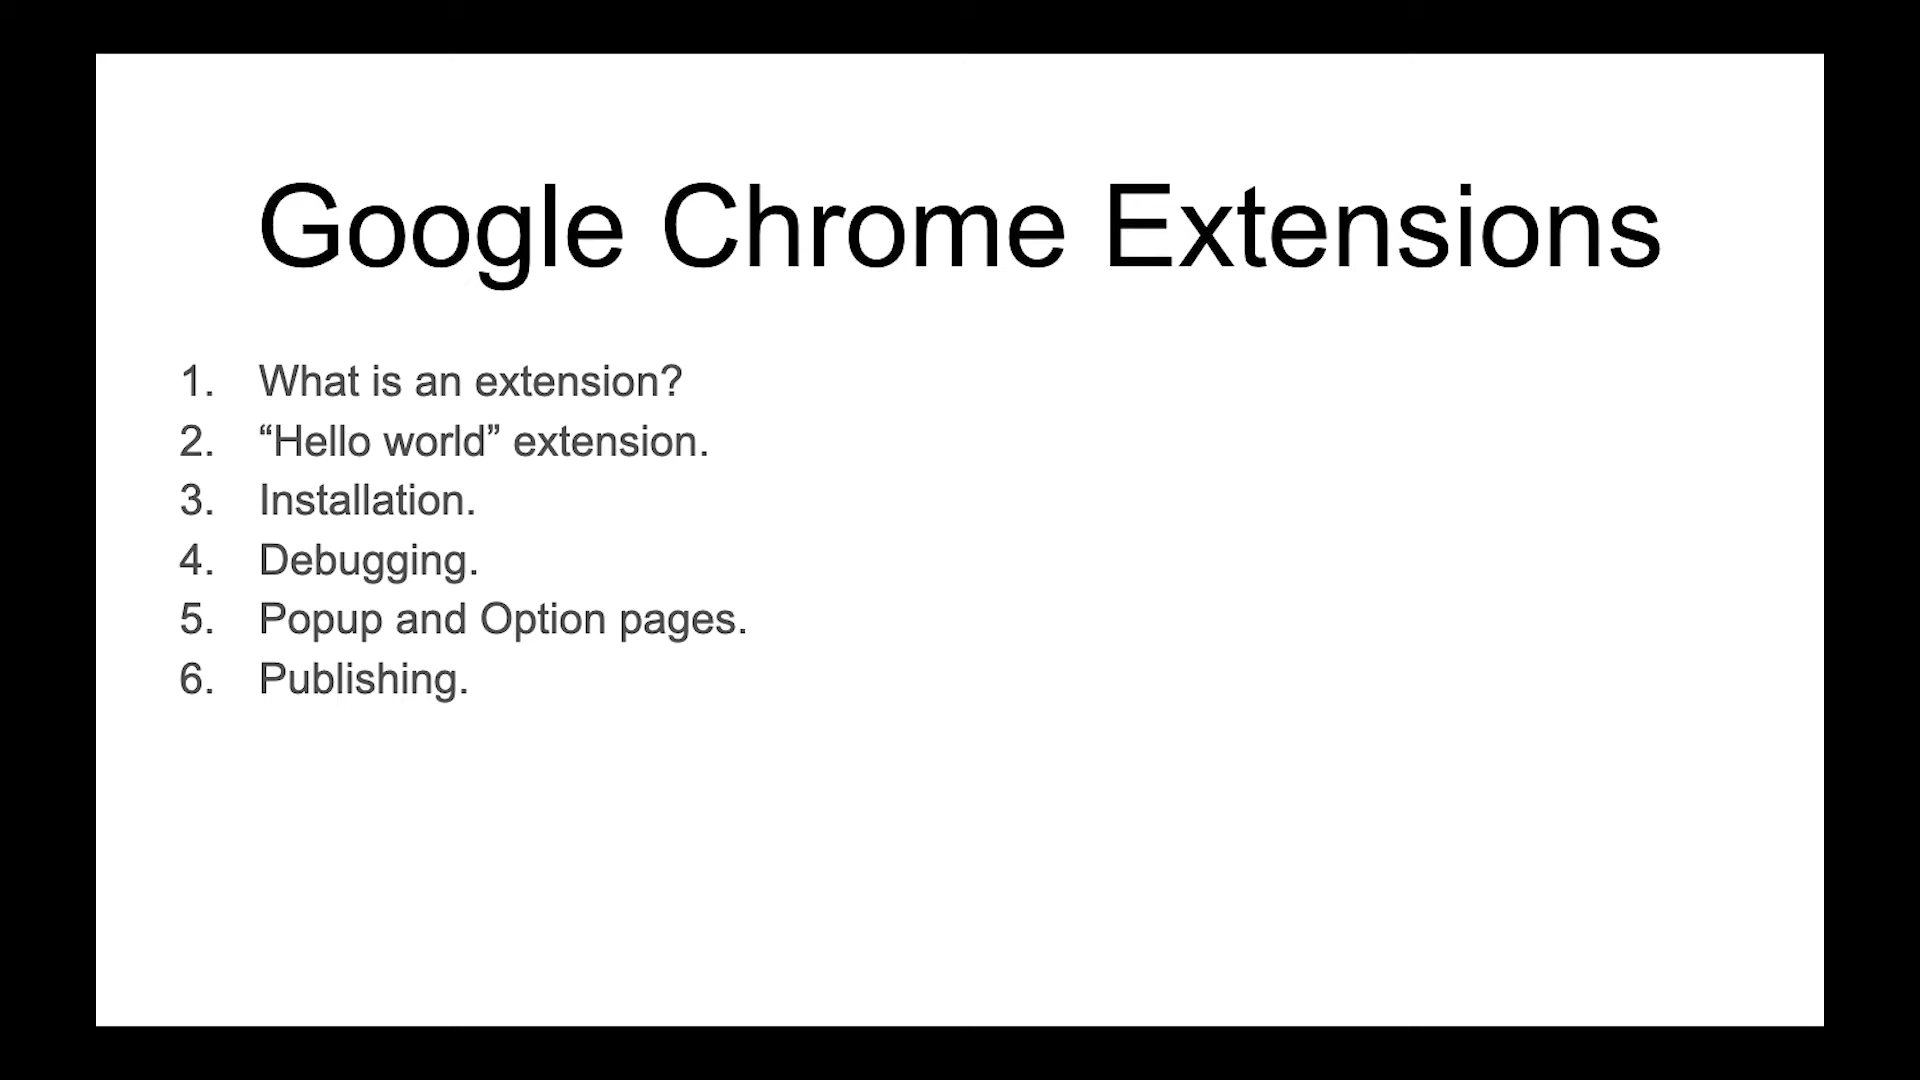 Google Chrome Extensions
1. What is an extension?
2. “Hello world” extension.
3. Installation.
4. Debugging.
5. Popup and Option pages.
6. Publishing.